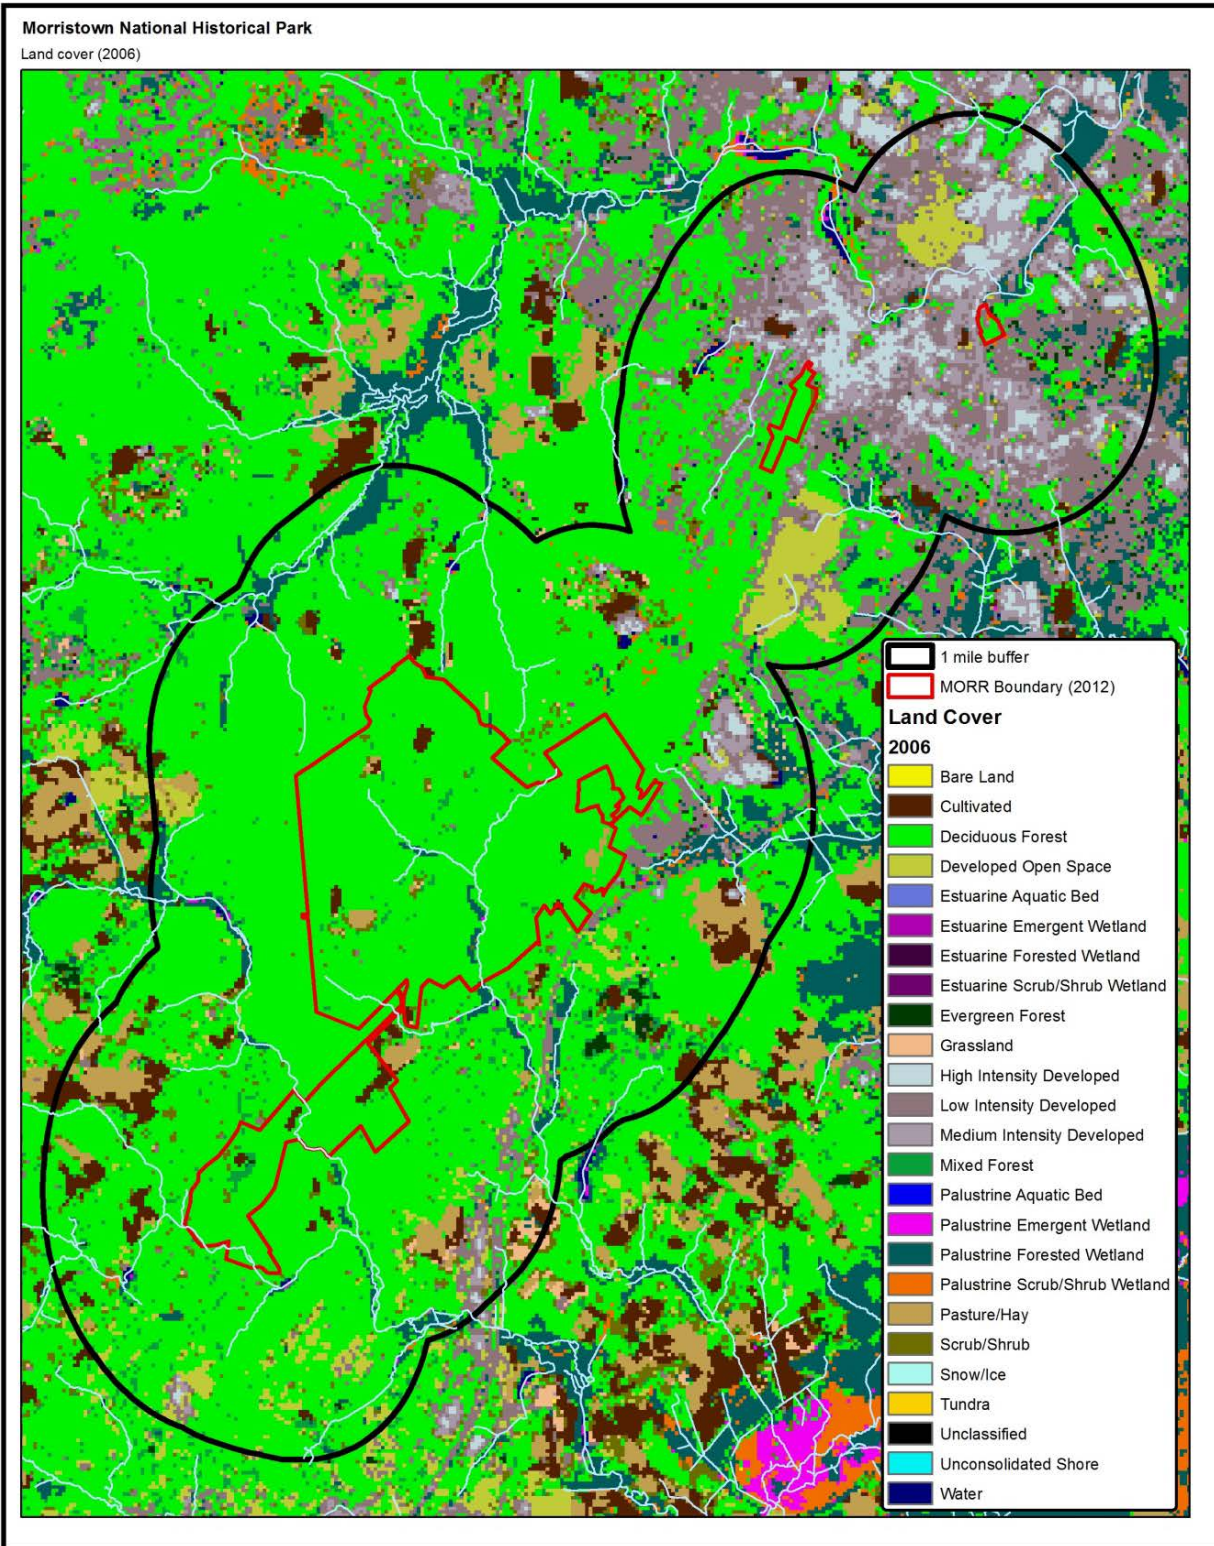 Morristown National Historical Park
Land cover (2006)
1 mile buffer
MORR Boundary (2012)
Land Cover
2006
Bare Land
Cultivated
Deciduous Forest
Developed Open Space
Estuarine Aquatic Bed
Estuarine Emergent Wetland
Estuarine Forested Wetland
Estuarine Scrub/Shrub Wetland
Evergreen Forest
Grassland
High Intensity Developed
Low Intensity Developed
Medium Intensity Developed
Mixed Forest
Palustrine Aquatic Bed
Palustrine Emergent Wetland
Palustrine Forested Wetland
Palustrine Scrub/Shrub Wetland
Pasture/Hay
Scrub/Shrub
Snow/Ice
Tundra
Unclassified
Unconsolidated Shore
Water